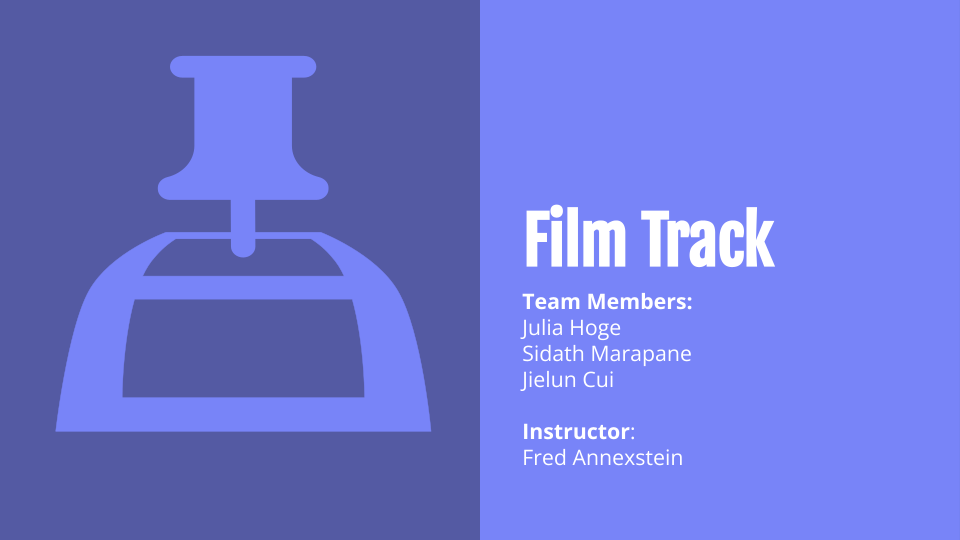 Film Track
Team Members:
Julia Hoge
Sidath Marapane
Jielun Cui
Instructor:
Fred Annexstein